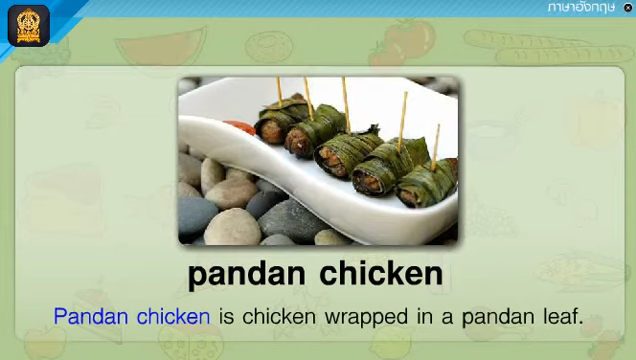 ภาษาอังกฤษ
pandan chicken
Pandan chicken is chicken wrapped in a pandan leaf.